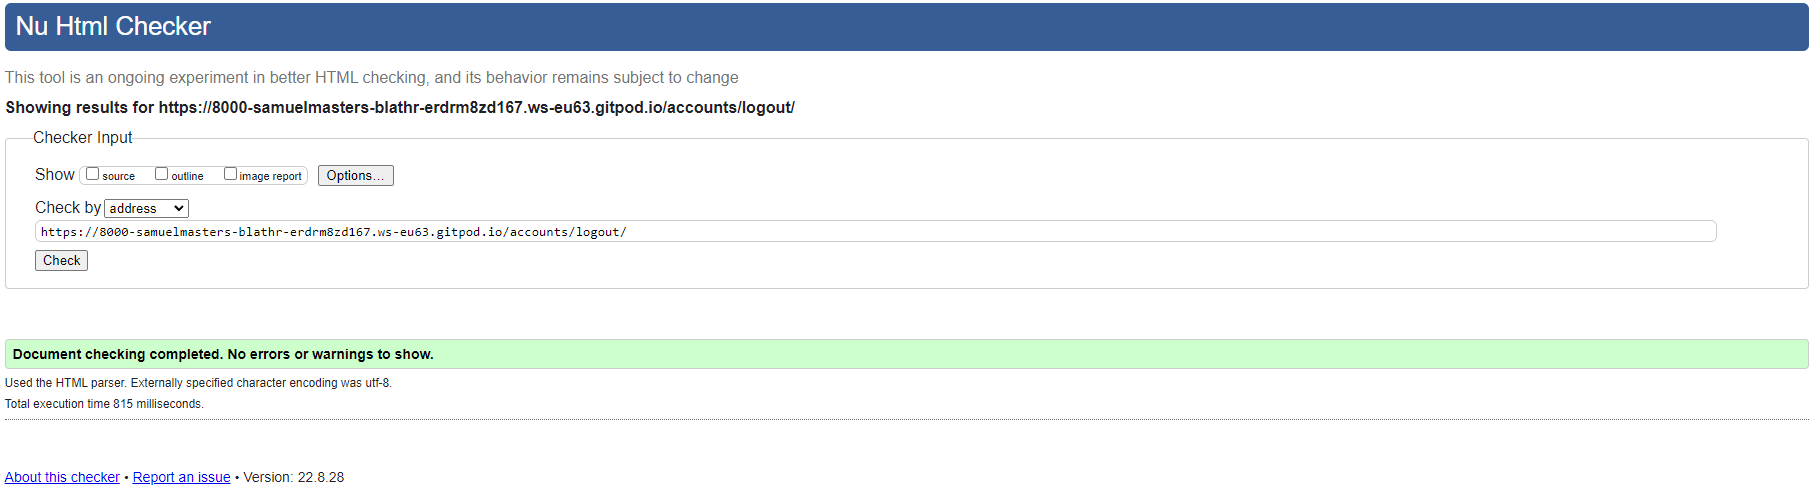 Nu Html Checker
This tool is an ongoing experiment in better HTML checking, and its behavior remains subject to change
Showing results for https://8000-samuelmasters-blathr-erdrm8zd167.ws-eu63.gitpod.io/accounts/logout/
Checker Input
Show source outline image report Options...
Check by address
https://8000-samuelmasters-blathr-erdrm8zd167.ws-eu63.gitpod.io/accounts/logout/
Check
Document checking completed. No errors or warnings to show.
Used the HTML parser. Externally specified character encoding was utf-8.
Total execution time 815 milliseconds.
About this checker • Report an issue • Version: 22.8.28